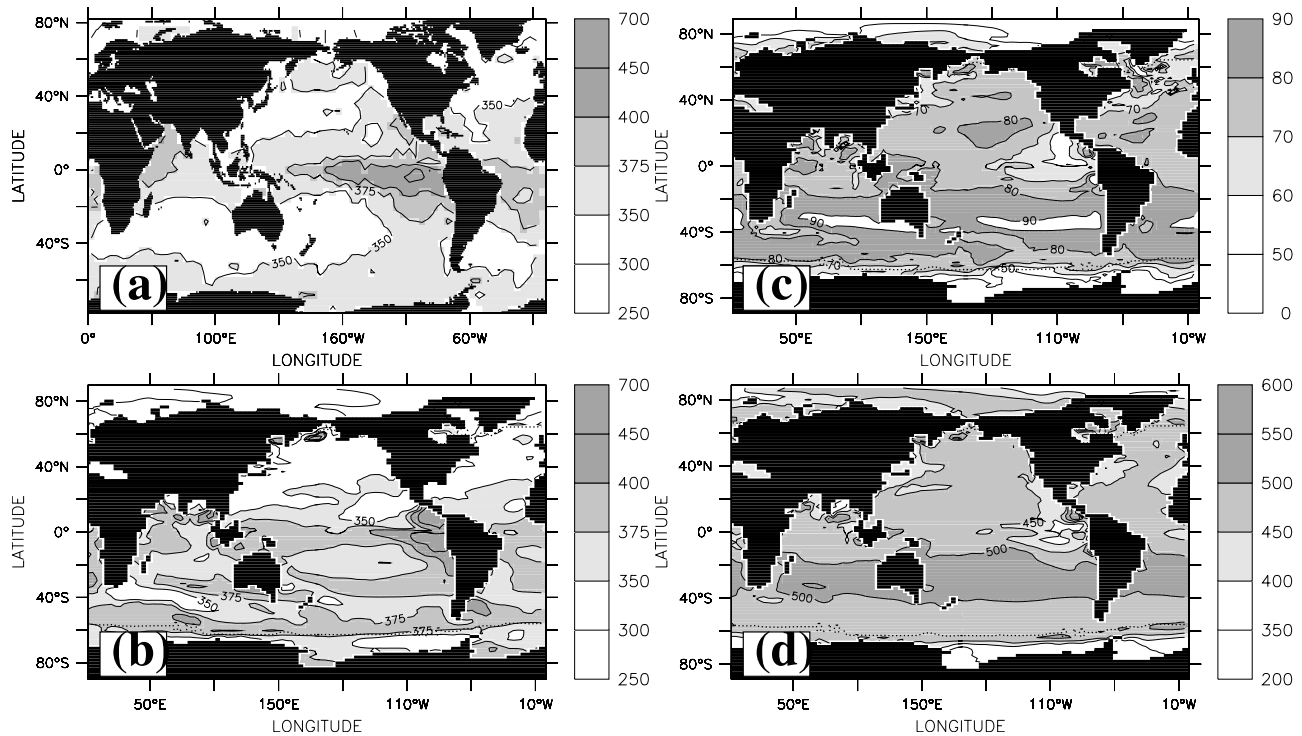 80°N
40°N
0°
40°S
LATITUDE
350
375
350
350
(a)
0°
100°E
160°W
60°W
LONGITUDE
700
450
400
375
350
300
250
80°N
40°N
0°
40°S
80°S
LATITUDE
70
80
70
80
90
90
80
80
70
50
(c)
50°E
150°E
110°W
10°W
LONGITUDE
90
80
70
60
50
0
80°N
40°N
0°
40°S
80°S
LATITUDE
350
375
350
375
375
(b)
50°E
150°E
110°W
10°W
LONGITUDE
700
450
400
375
350
300
250
80°N
40°N
0°
40°S
80°S
LATITUDE
450
500
500
(d)
50°E
150°E
110°W
10°W
LONGITUDE
600
550
500
450
400
350
200